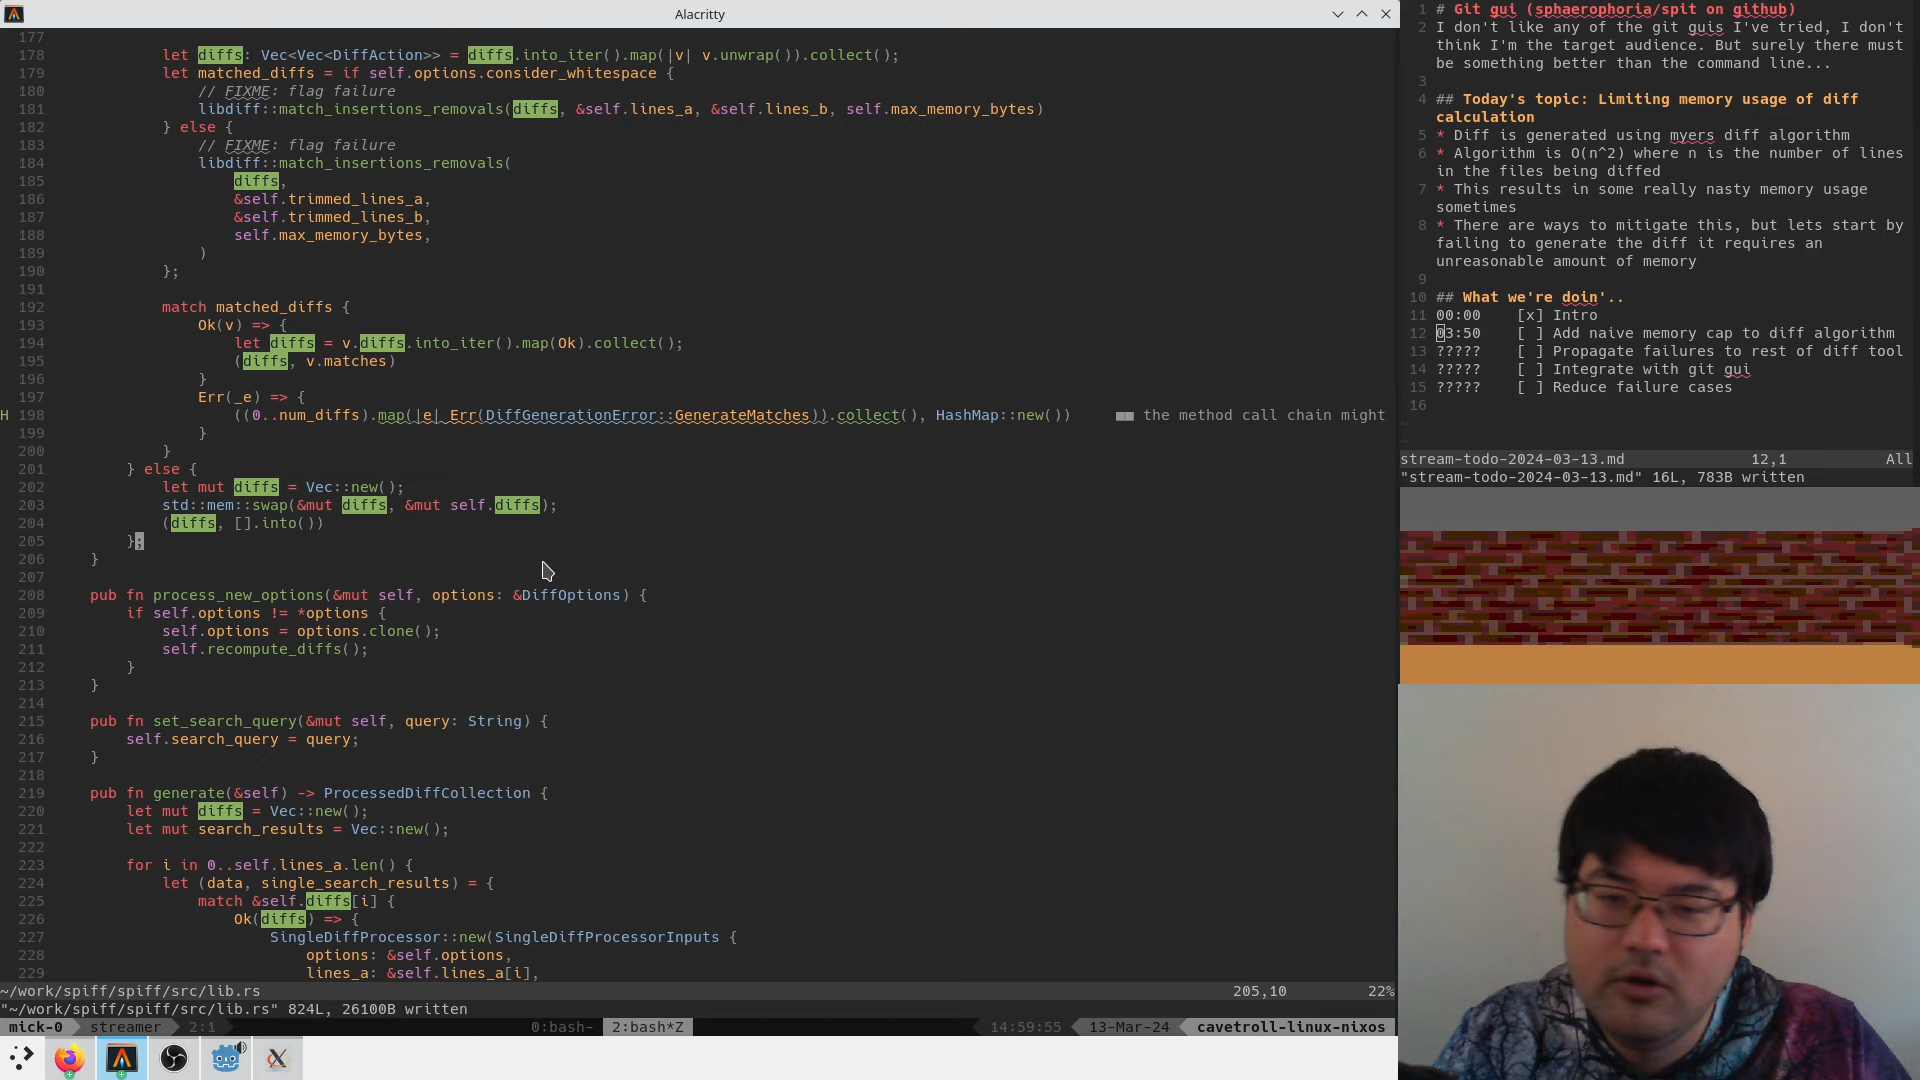 Alacritty
177
178 let diffs: Vec<Vec<DiffAction>> = diffs.into_iter().map(|v| v.unwrap()).collect();
179 let matched_diffs = if self.options.consider_whitespace {
180 // FIXME: flag failure
181 libdiff::match_insertions_removals(diffs, &self.lines_a, &self.lines_b, self.max_memory_bytes)
182 } else {
183 // FIXME: flag failure
184 libdiff::match_insertions_removals(
185 diffs,
186 &self.trimmed_lines_a,
187 &self.trimmed_lines_b,
188 self.max_memory_bytes,
189 )
190 };
191
192 match matched_diffs {
193 Ok(v) => {
194 let diffs = v.diffs.into_iter().map(Ok).collect();
195 (diffs, v.matches)
196 }
197 Err(_e) => {
H 198 ((0..num_diffs).map(|e| Err(DiffGenerationError::GenerateMatches)).collect(), HashMap::new()) ■■ the method call chain might
199 }
200 }
201 } else {
202 let mut diffs = Vec::new();
203 std::mem::swap(&mut diffs, &mut self.diffs);
204 (diffs, [].into())
205 };
206 }
207
208 pub fn process_new_options(&mut self, options: &DiffOptions) {
209 if self.options != *options {
210 self.options = options.clone();
211 self.recompute_diffs();
212 }
213 }
214
215 pub fn set_search_query(&mut self, query: String) {
216 self.search_query = query;
217 }
218
219 pub fn generate(&self) -> ProcessedDiffCollection {
220 let mut diffs = Vec::new();
221 let mut search_results = Vec::new();
222
223 for i in 0..self.lines_a.len() {
224 let (data, single_search_results) = {
225 match &self.diffs[i] {
226 Ok(diffs) => {
227 SingleDiffProcessor::new(SingleDiffProcessorInputs {
228 options: &self.options,
229 lines_a: &self.lines_a[i],
~/work/spiff/spiff/src/lib.rs 205,10 22%
"~/work/spiff/spiff/src/lib.rs" 824L, 26100B written
mick-0 streamer 2:1 0:bash- 2:bash*Z 14:59:55 13-Mar-24 cavetroll-linux-nixos
1 # Git gui (sphaerophoria/spit on github)
2 I don't like any of the git guis I've tried, I don't
think I'm the target audience. But surely there must
be something better than the command line...
3
4 ## Today's topic: Limiting memory usage of diff
calculation
5 * Diff is generated using myers diff algorithm
6 * Algorithm is O(n^2) where n is the number of lines
in the files being diffed
7 * This results in some really nasty memory usage
sometimes
8 * There are ways to mitigate this, but lets start by
failing to generate the diff it requires an
unreasonable amount of memory
9
10 ## What we're doin'..
11 00:00 [x] Intro
12 03:50 [ ] Add naive memory cap to diff algorithm
13 ????? [ ] Propagate failures to rest of diff tool
14 ????? [ ] Integrate with git gui
15 ????? [ ] Reduce failure cases
16
~
~
stream-todo-2024-03-13.md 12,1 All
"stream-todo-2024-03-13.md" 16L, 783B written